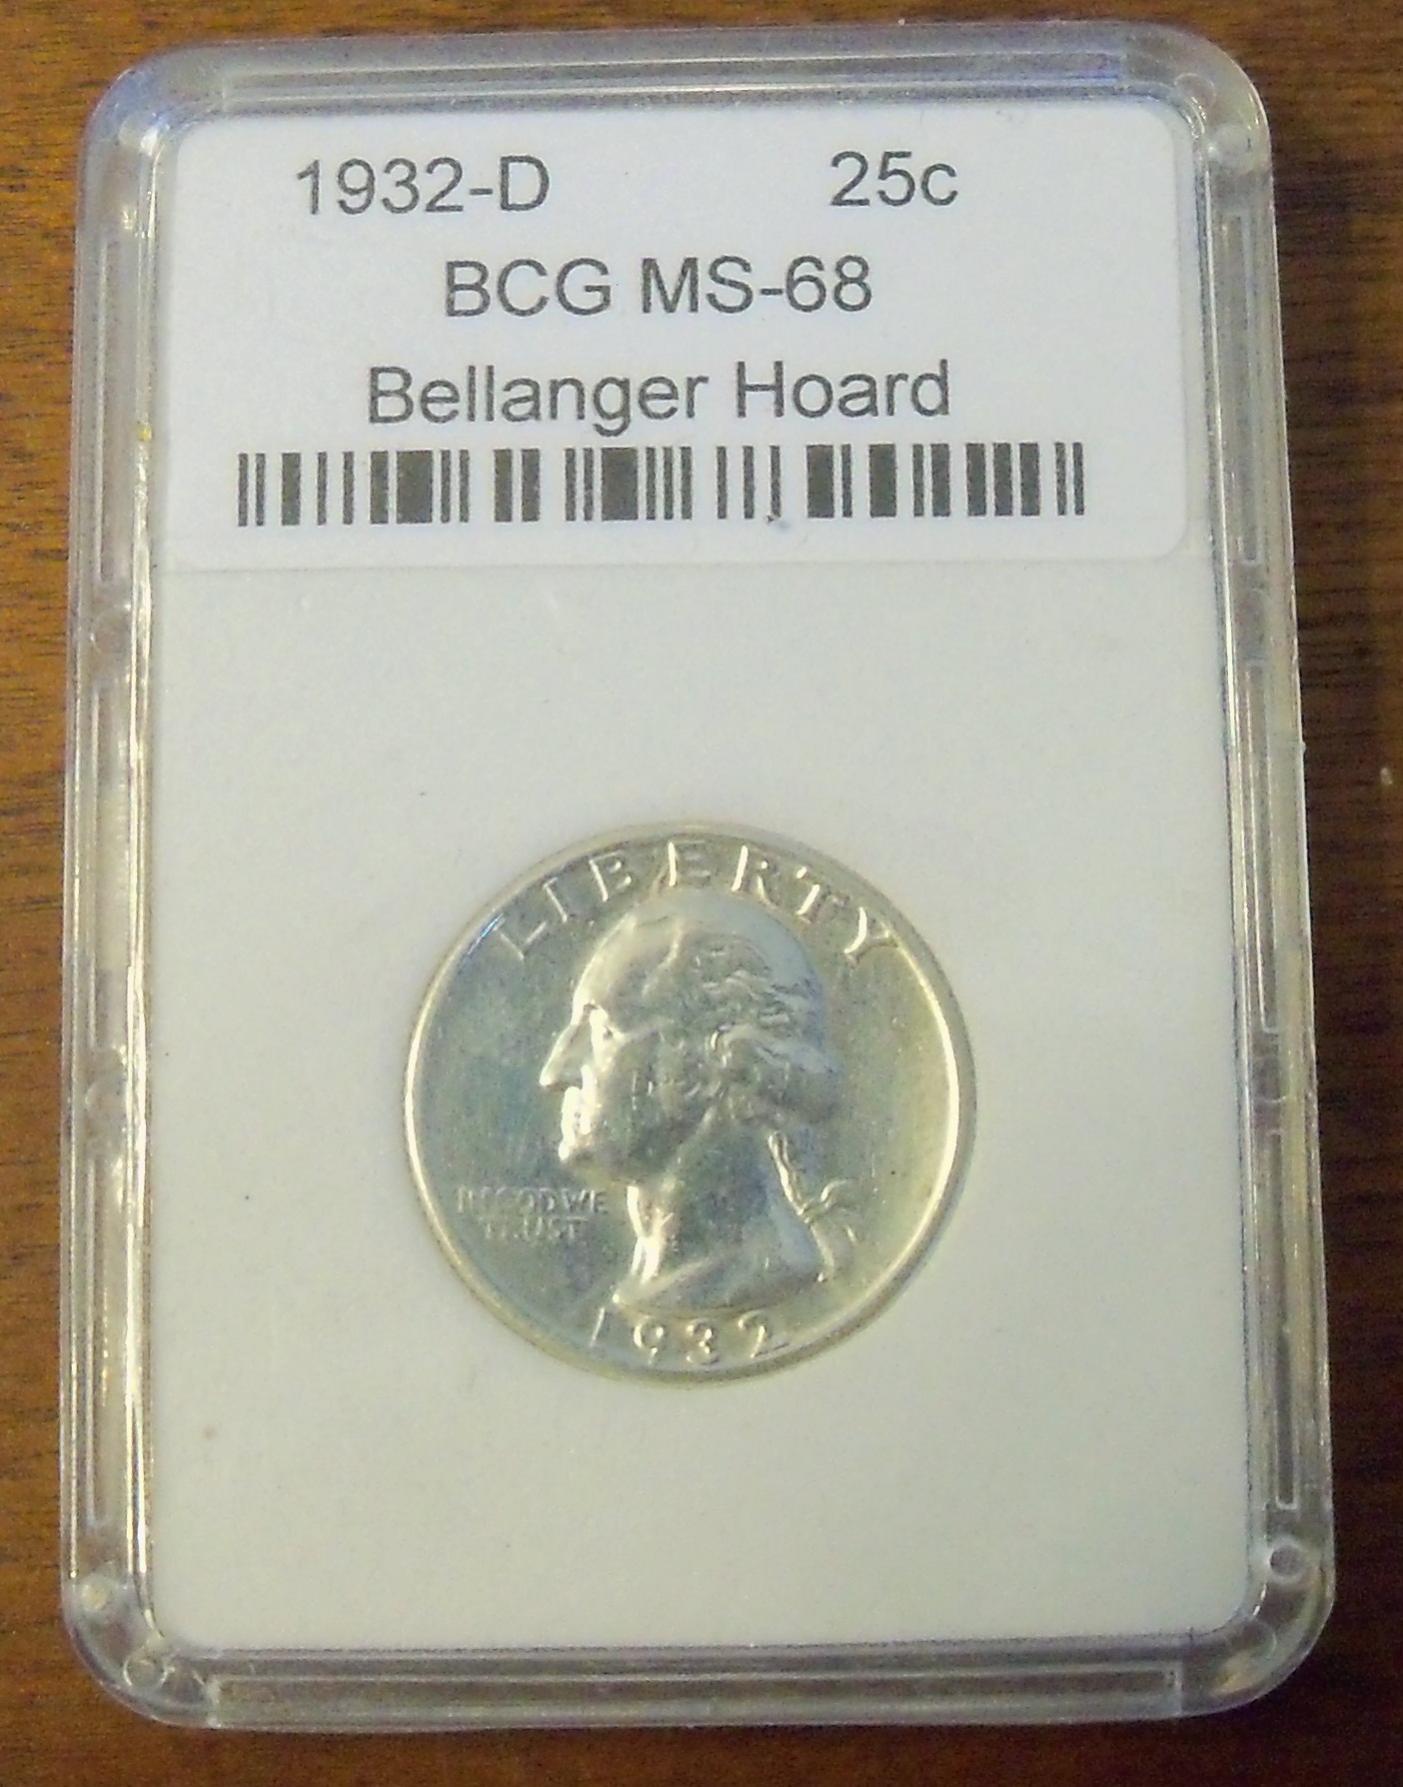 1932-D 25c
BCG MS-68
Bellanger Hoard
LIBERTY
IN GOD WE
TRUST
1932